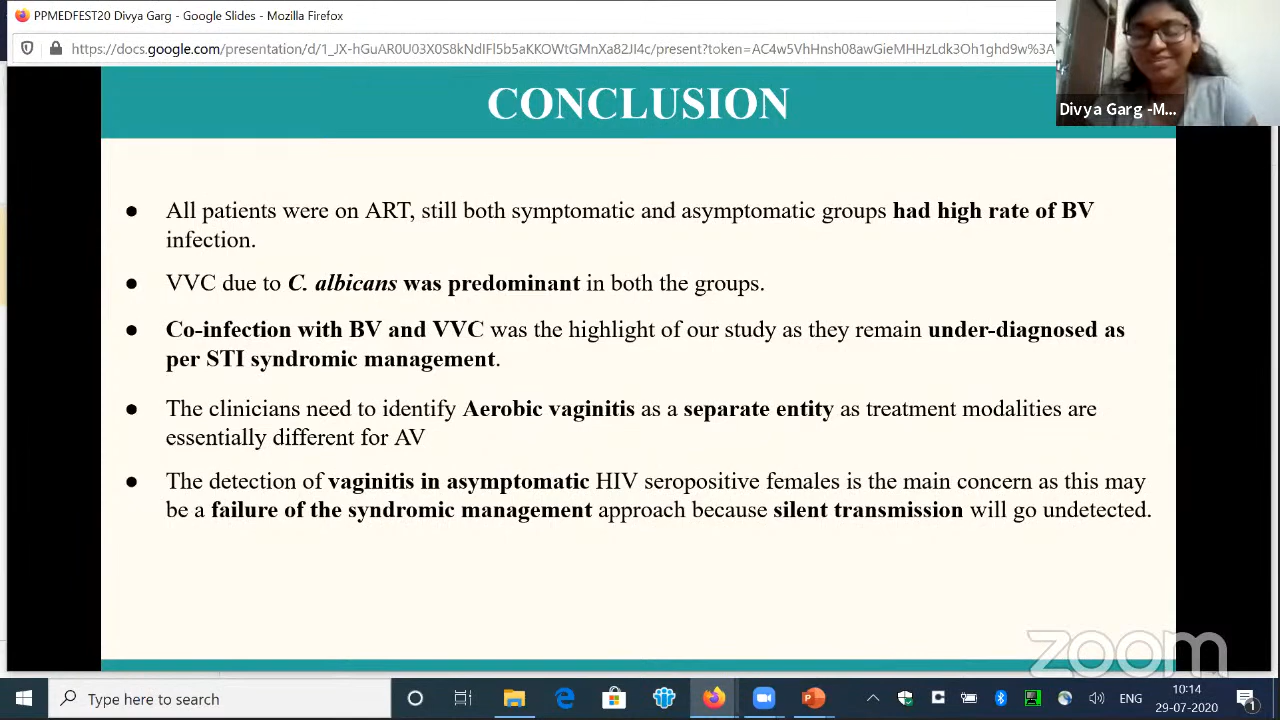 PPMEDFEST20 Divya Garg - Google Slides - Mozilla Firefox
https://docs.google.com/presentation/d/1_JX-hGuAR0U03X0S8kNdIFl5b5aKKOWtGMnXa82JI4c/present?token=AC4w5VhHnsh08awGieMHHzLdk3Oh1ghd9w%3A
Divya Garg -M...
CONCLUSION
● All patients were on ART, still both symptomatic and asymptomatic groups had high rate of BV
infection.
● VVC due to C. albicans was predominant in both the groups.
● Co-infection with BV and VVC was the highlight of our study as they remain under-diagnosed as
per STI syndromic management.
● The clinicians need to identify Aerobic vaginitis as a separate entity as treatment modalities are
essentially different for AV
● The detection of vaginitis in asymptomatic HIV seropositive females is the main concern as this may
be a failure of the syndromic management approach because silent transmission will go undetected.
zoom
Type here to search
ENG
10:14
29-07-2020
1